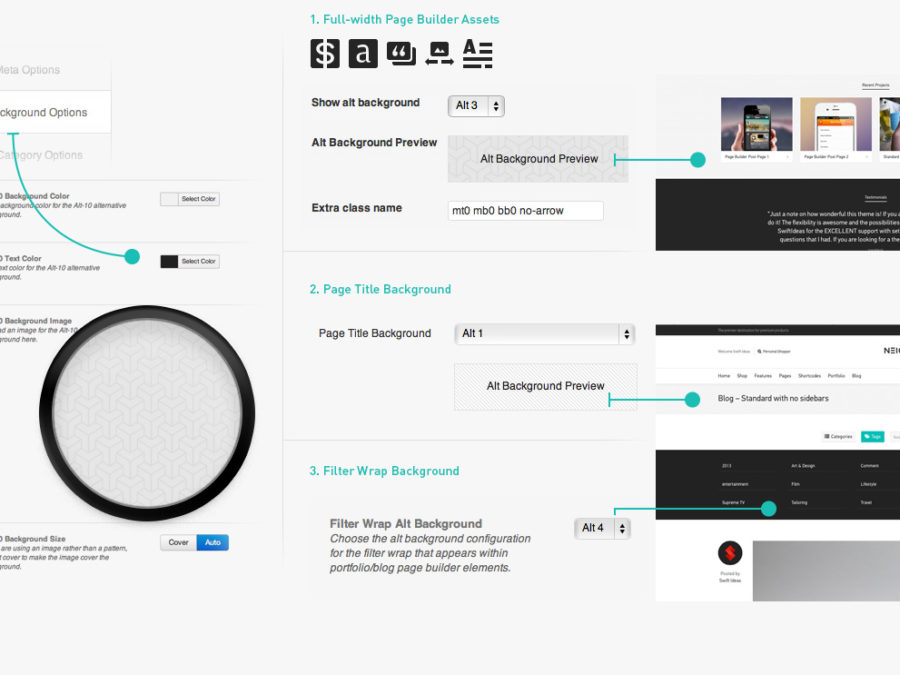 Meta Options
ckground Options
Category Options
0 Background Color
background color for the Alt-10 alternative
ground.
Select Color
0 Text Color
ext color for the Alt-10 alternative
ground.
Select Color
0 Background Image
ad an image for the Alt-10
ground here.
0 Background Size
are using an image rather than a pattern,
t cover to make the image cover the
ground.
Cover Auto
1. Full-width Page Builder Assets
$ a
Show alt background Alt 3
Alt Background Preview Alt Background Preview
Extra class name mt0 mb0 bb0 no-arrow
2. Page Title Background
Page Title Background Alt 1
Alt Background Preview
3. Filter Wrap Background
Filter Wrap Alt Background Alt 4
Choose the alt background configuration
for the filter wrap that appears within
portfolio/blog page builder elements.
Recent Projects
Page Builder Post Page 1
Page Builder Post Page 2
Standard
Testimonials
"Just a note on how wonderful this theme is! If you a
do it! The flexibility is awesome and the possibilities
SwiftIdeas for the EXCELLENT support with set
questions that I had. If you are looking for a the
The premier destination for premium products.
Welcome Swift Ideas Personal Shopper
NEI
Home Shop Features Pages Shortcodes Portfolio Blog
Blog – Standard with no sidebars
Categories Tags
2013 Art & Design Comment
entertainment Film Lifestyle
Supreme TV Tailoring Travel
Posted by
Swift Ideas